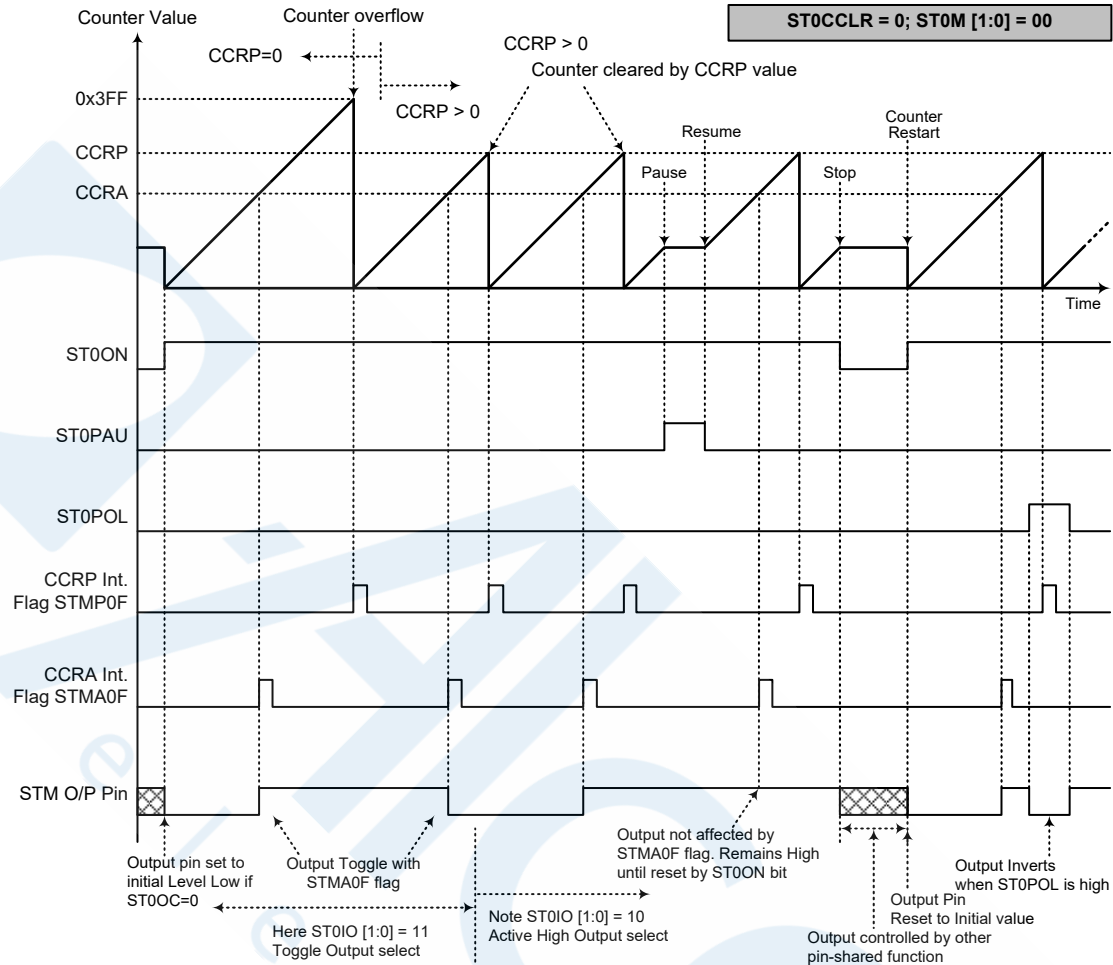 Counter Value
Counter overflow
ST0CCLR = 0; ST0M [1:0] = 00
CCRP=0
CCRP > 0
CCRP > 0
Counter cleared by CCRP value
0x3FF
CCRP
CCRA
Pause
Resume
Stop
Counter
Restart
Time
ST0ON
ST0PAU
ST0POL
CCRP Int.
Flag STMP0F
CCRA Int.
Flag STMA0F
STM O/P Pin
Output pin set to
initial Level Low if
ST0OC=0
Output Toggle with
STMA0F flag
Here ST0IO [1:0] = 11
Toggle Output select
Note ST0IO [1:0] = 10
Active High Output select
Output not affected by
STMA0F flag. Remains High
until reset by ST0ON bit
Output controlled by other
pin-shared function
Output Pin
Reset to Initial value
Output Inverts
when ST0POL is high